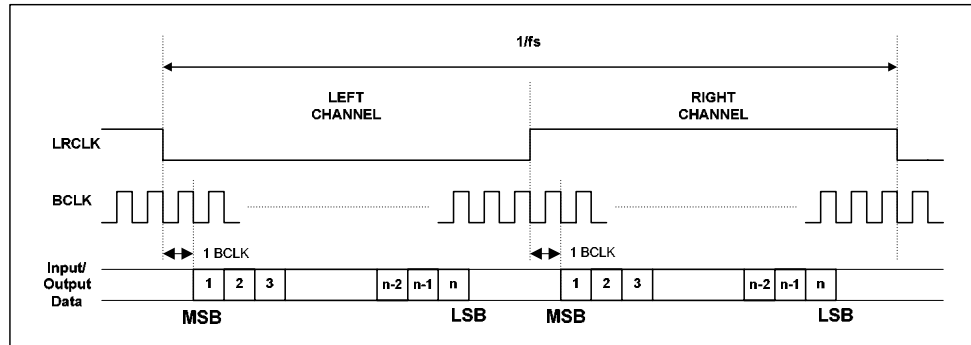 1/fs
LEFT
CHANNEL
RIGHT
CHANNEL
LRCLK
BCLK
1 BCLK
1 BCLK
Input/
Output
Data
1 2 3 n-2 n-1 n 1 2 3 n-2 n-1 n
MSB LSB MSB LSB